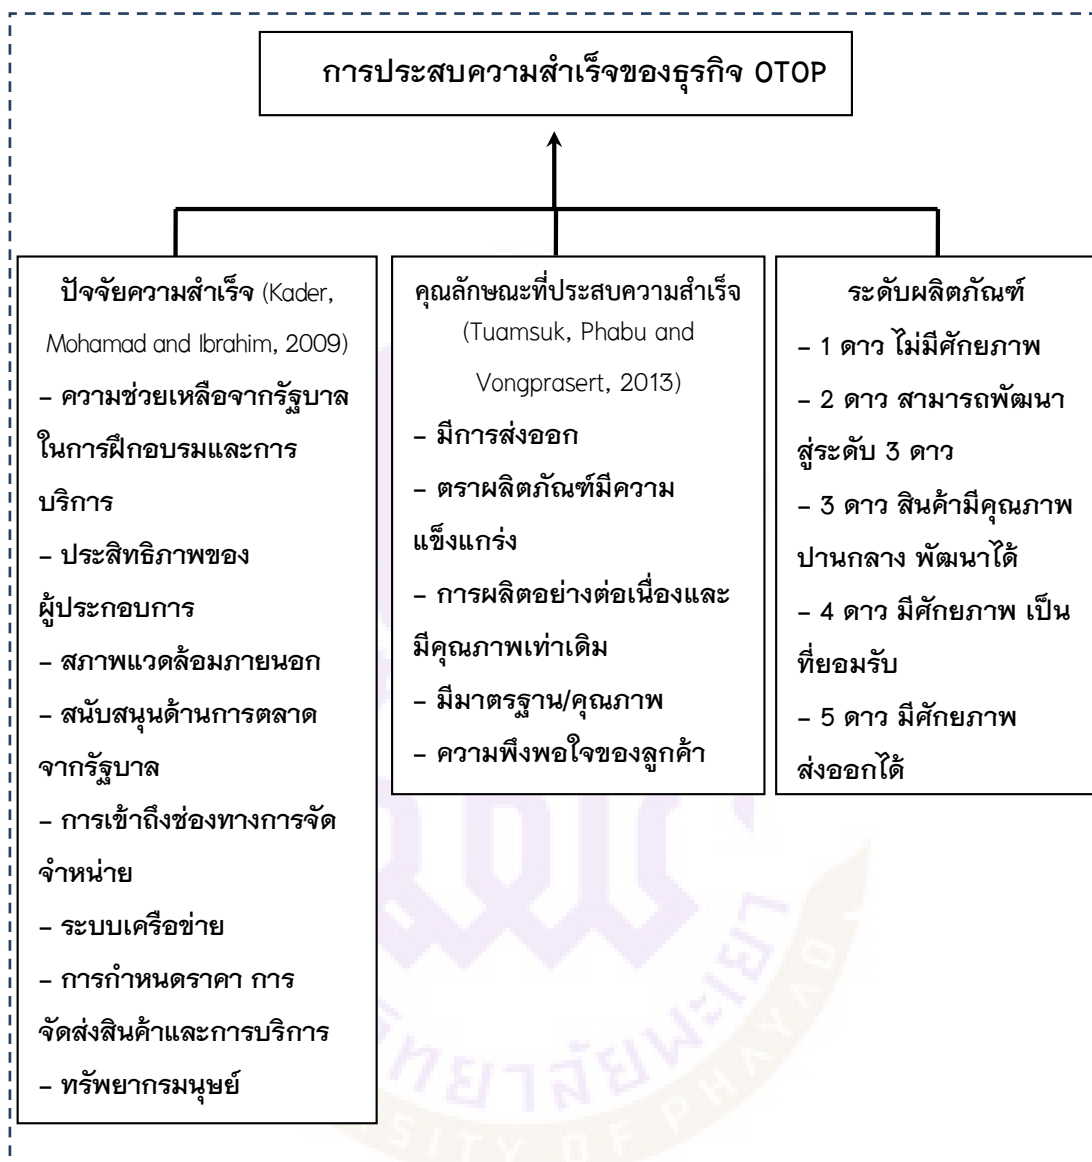 การประสบความสำเร็จของธุรกิจ OTOP
ปัจจัยความสำเร็จ (Kader,
Mohamad and Ibrahim, 2009)
– ความช่วยเหลือจากรัฐบาล
ในการฝึกอบรมและการ
บริการ
– ประสิทธิภาพของ
ผู้ประกอบการ
– สภาพแวดล้อมภายนอก
– สนับสนุนด้านการตลาด
จากรัฐบาล
– การเข้าถึงช่องทางการจัด
จำหน่าย
– ระบบเครือข่าย
– การกำหนดราคา การ
จัดส่งสินค้าและการบริการ
– ทรัพยากรมนุษย์
คุณลักษณะที่ประสบความสำเร็จ
(Tuamsuk, Phabu and
Vongprasert, 2013)
– มีการส่งออก
– ตราผลิตภัณฑ์มีความ
แข็งแกร่ง
– การผลิตอย่างต่อเนื่องและ
มีคุณภาพเท่าเดิม
– มีมาตรฐาน/คุณภาพ
– ความพึงพอใจของลูกค้า
ระดับผลิตภัณฑ์
– 1 ดาว ไม่มีศักยภาพ
– 2 ดาว สามารถพัฒนา
สู่ระดับ 3 ดาว
– 3 ดาว สินค้ามีคุณภาพ
ปานกลาง พัฒนาได้
– 4 ดาว มีศักยภาพ เป็น
ที่ยอมรับ
– 5 ดาว มีศักยภาพ
ส่งออกได้
วิทยาลัยพะเยา
SITY OF PHAYAO